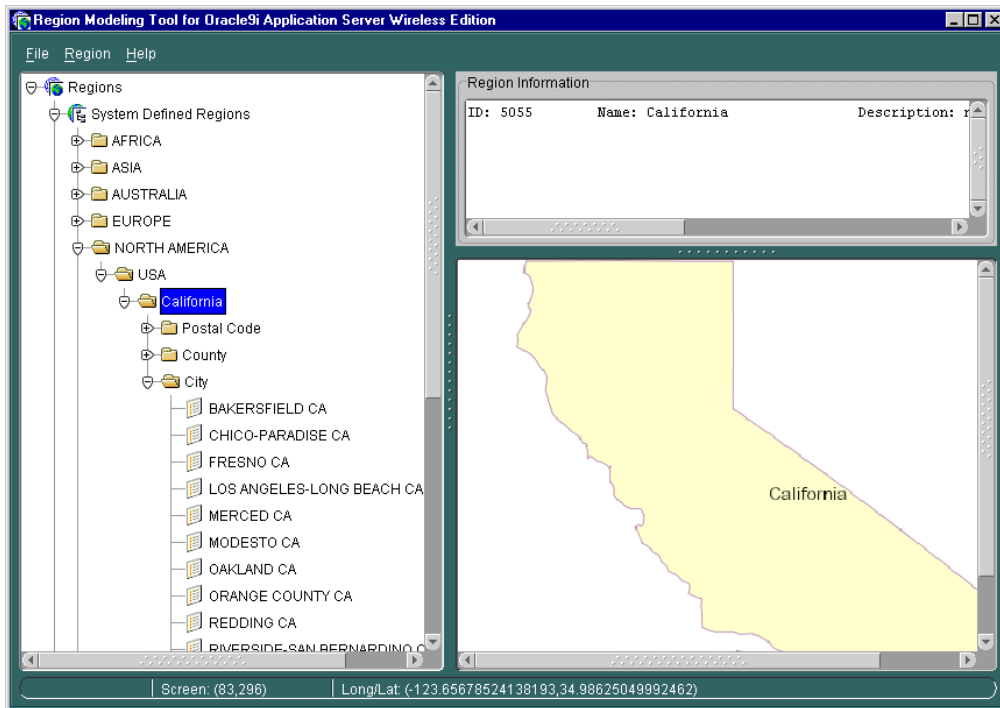 Region Modeling Tool for Oracle9i Application Server Wireless Edition
File Region Help
Regions
System Defined Regions
AFRICA
ASIA
AUSTRALIA
EUROPE
NORTH AMERICA
USA
California
Postal Code
County
City
BAKERSFIELD CA
CHICO-PARADISE CA
FRESNO CA
LOS ANGELES-LONG BEACH CA
MERCED CA
MODESTO CA
OAKLAND CA
ORANGE COUNTY CA
REDDING CA
RIVERSIDE-SAN BERNARDINO
Region Information
ID: 5055 Name: California Description:
California
Screen: (83,296) Long/Lat: (-123.65678524138193,34.98625049992462)